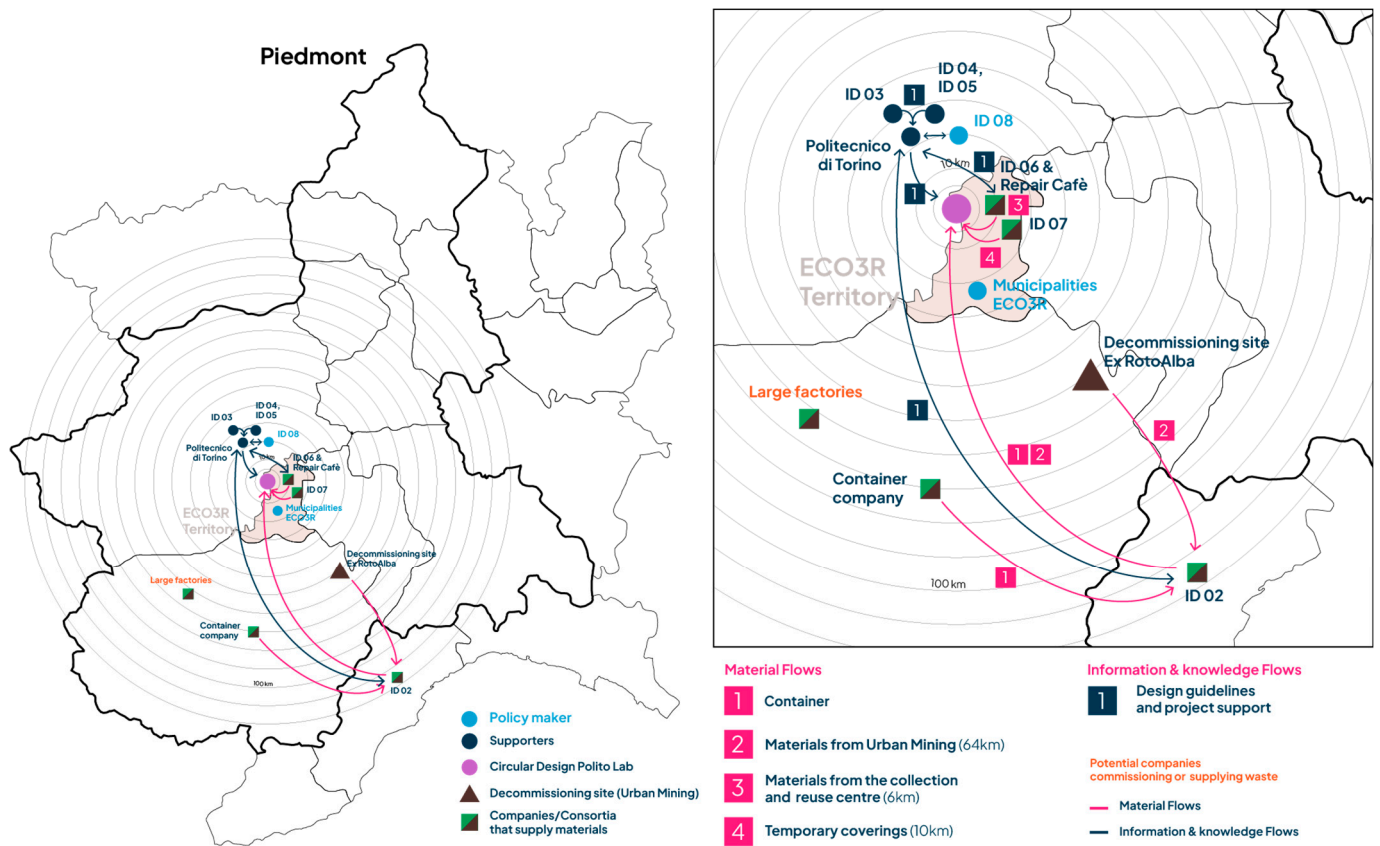 Piedmont
ID 03
ID 04,
ID 05
ID 08
Politecnico
di Torino
10 km
ID 06 &
Repair Cafè
ID 07
Municipalities
ECO3R
ECO3R
Territory
Decommissioning site
Ex RotoAlba
Large factories
Container
company
100 km
ID 02
Policy maker
Supporters
Circular Design Polito Lab
Decommissioning site (Urban Mining)
Companies/Consortia
that supply materials
ID 04,
ID 05
ID 03
1
ID 08
Politecnico
di Torino
10 km
1
ID 06 &
Repair Cafè
1
3
ID 07
4
ECO3R
Territory
Municipalities
ECO3R
Decommissioning site
Ex RotoAlba
Large factories
1
2
1 2
Container
company
1
100 km
ID 02
Material Flows
1 Container
2 Materials from Urban Mining (64km)
3 Materials from the collection
and reuse centre (6km)
4 Temporary coverings (10km)
Information & knowledge Flows
1 Design guidelines
and project support
Potential companies
commissioning or supplying waste
Material Flows
Information & knowledge Flows